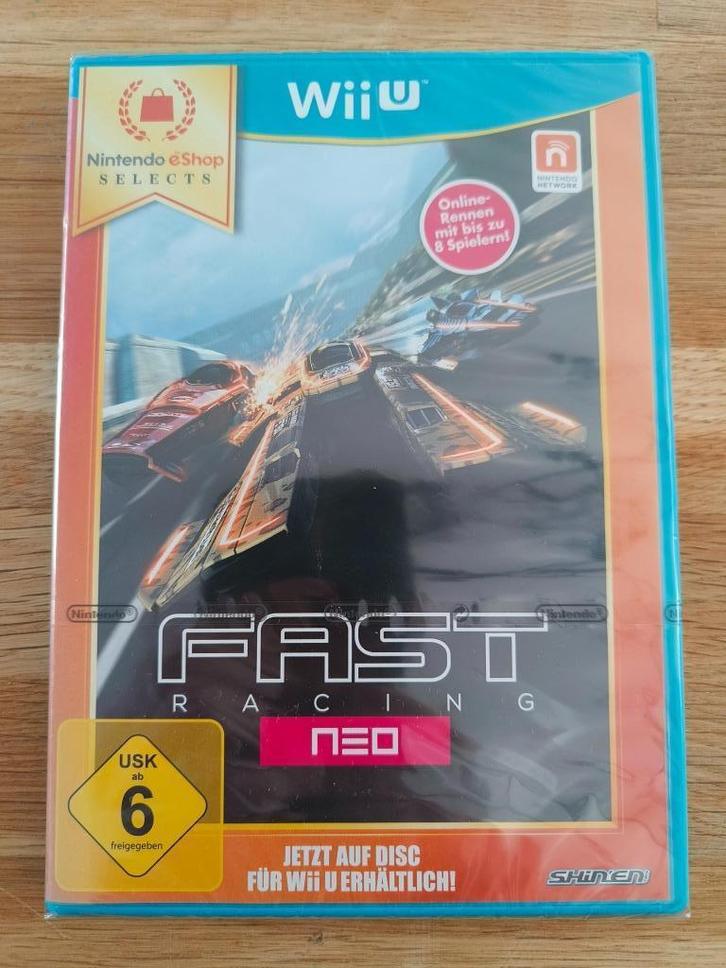 Wii U™
Nintendo eShop
SELECTS
NINTENDO
NETWORK
Online-
Rennen
mit bis zu
8 Spielern!
Nintendo®
Nintendo®
FAST
RACING
NEO
USK
ab
6
freigegeben
JETZT AUF DISC
FÜR Wii U ERHÄLTLICH!
SHIN'EN